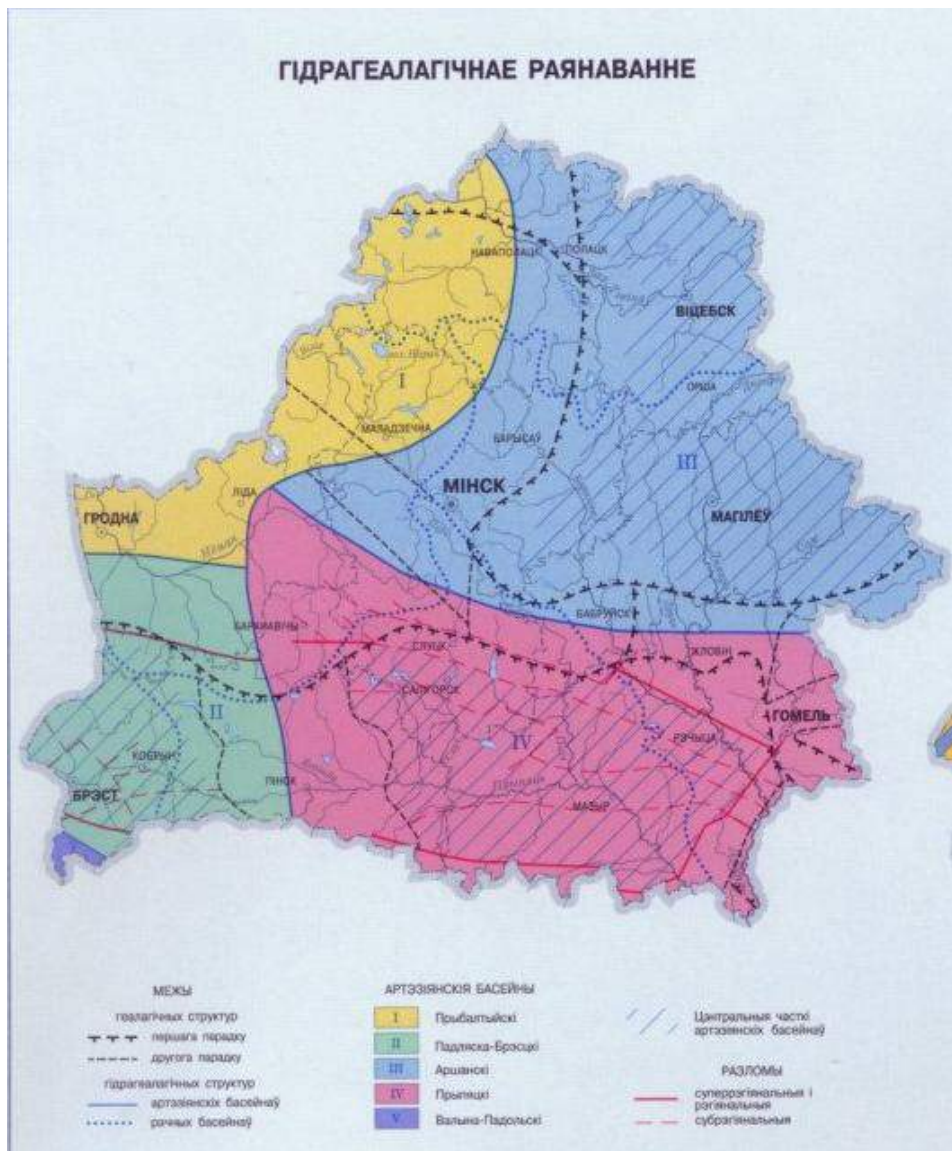 ГІДРАГЕАЛАГІЧНАЕ РАЯНАВАННЕ
НАВАПОЛАЦК
ПОЛАЦК
ВІЦЕБСК
I
ОРША
МАЛАДЗЕЧНА
БАРЫСАЎ
III
МІНСК
ЛІДА
МАГІЛЕЎ
ГРОДНА
Нёман
БАБРУЙСК
БАРАНАВІЧЫ
СЛУЦК
ЖЛОБІН
САЛІГОРСК
II
ГОМЕЛЬ
IV
РЭЧЫЦА
КОБРЫН
ПІНСК
БРЭСТ
МАЗЫР
МЕЖЫ
геалагічных структур
першага парадку
другога парадку
гідрагеалагічных структур
артэзіянскіх басейнаў
рачных басейнаў
АРТЭЗІЯНСКІЯ БАСЕЙНЫ
I Прыбалтыйскі
II Падляска-Брэсцкі
III Аршанскі
IV Прыпяцкі
V Валына-Падольскі
Цэнтральныя часткі
артэзіянскіх басейнаў
РАЗЛОМЫ
суперрэгіянальныя і
рэгіянальныя
субрэгіянальныя